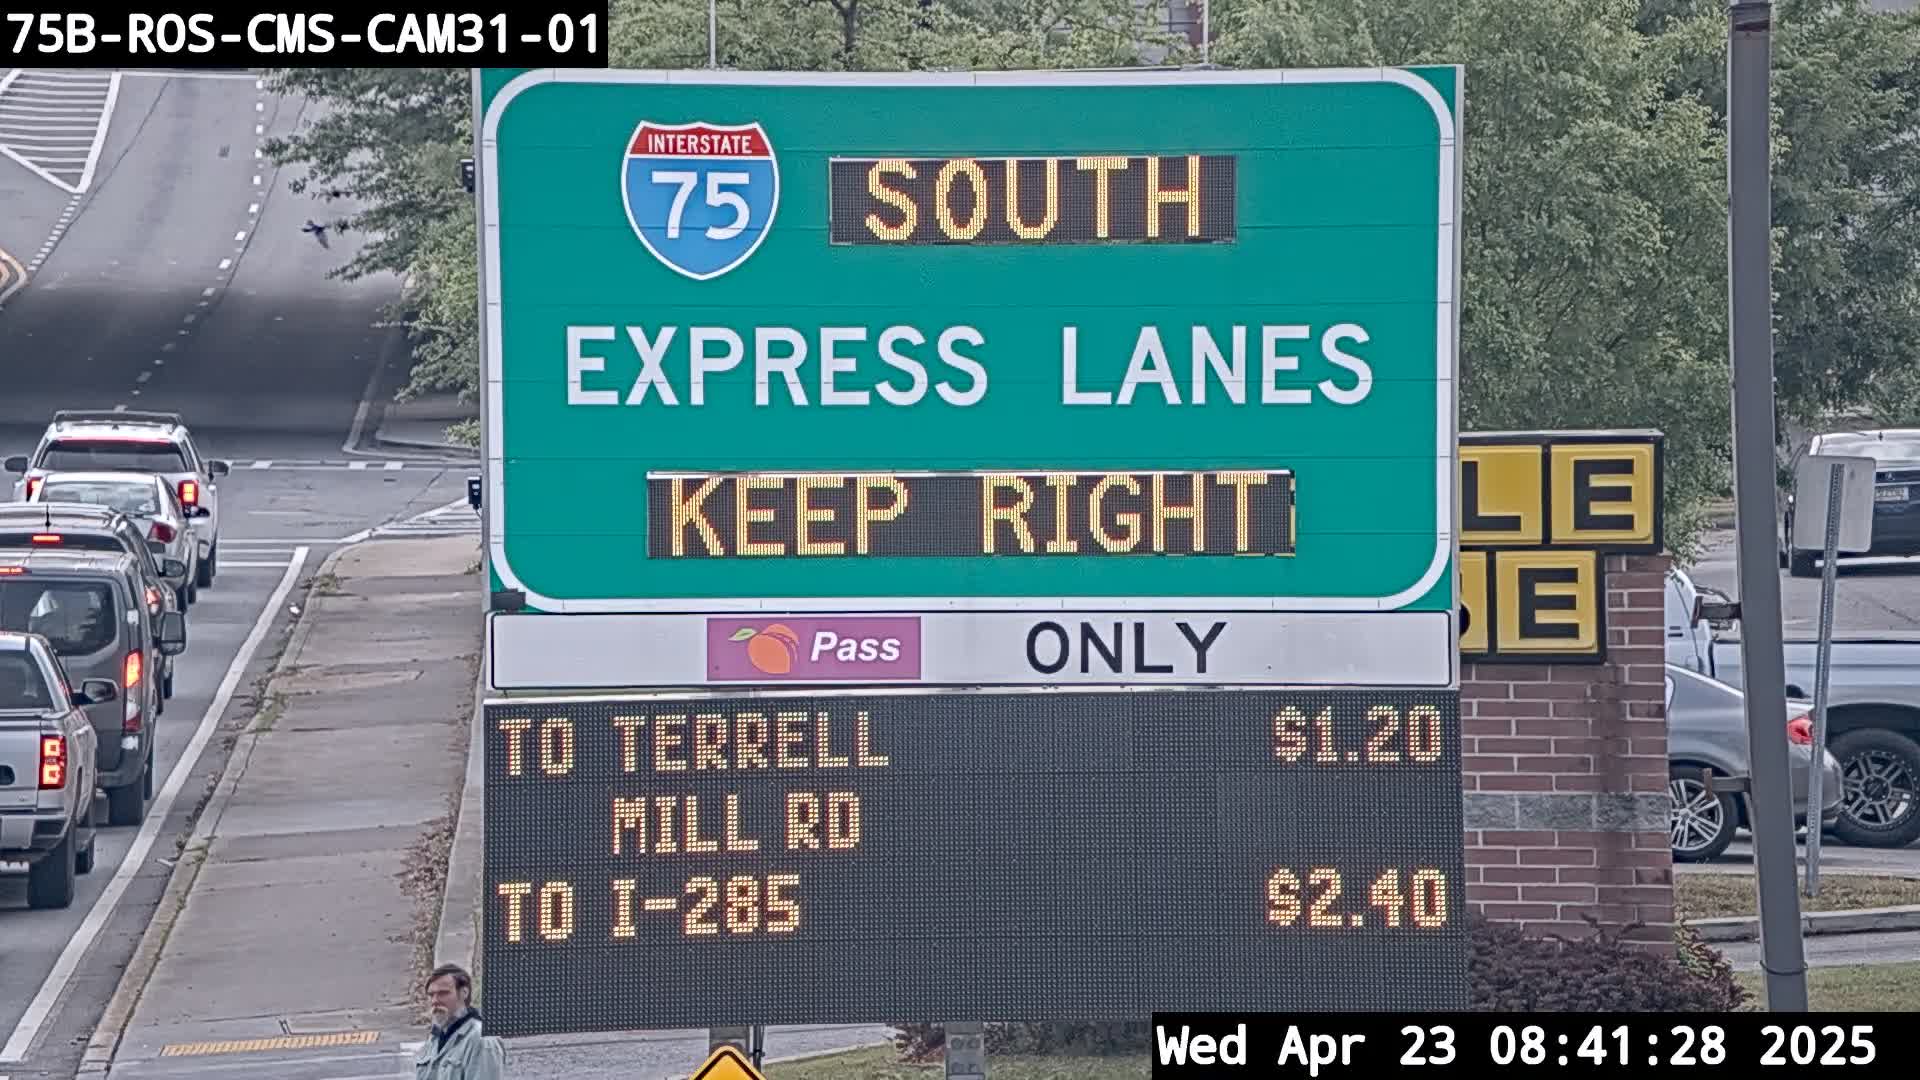 75B-ROS-CMS-CAM31-01
INTERSTATE
75
SOUTH
EXPRESS LANES
KEEP RIGHT
Pass ONLY
TO TERRELL $1.20
MILL RD
TO I-285 $2.40
LE
E
Wed Apr 23 08:41:28 2025